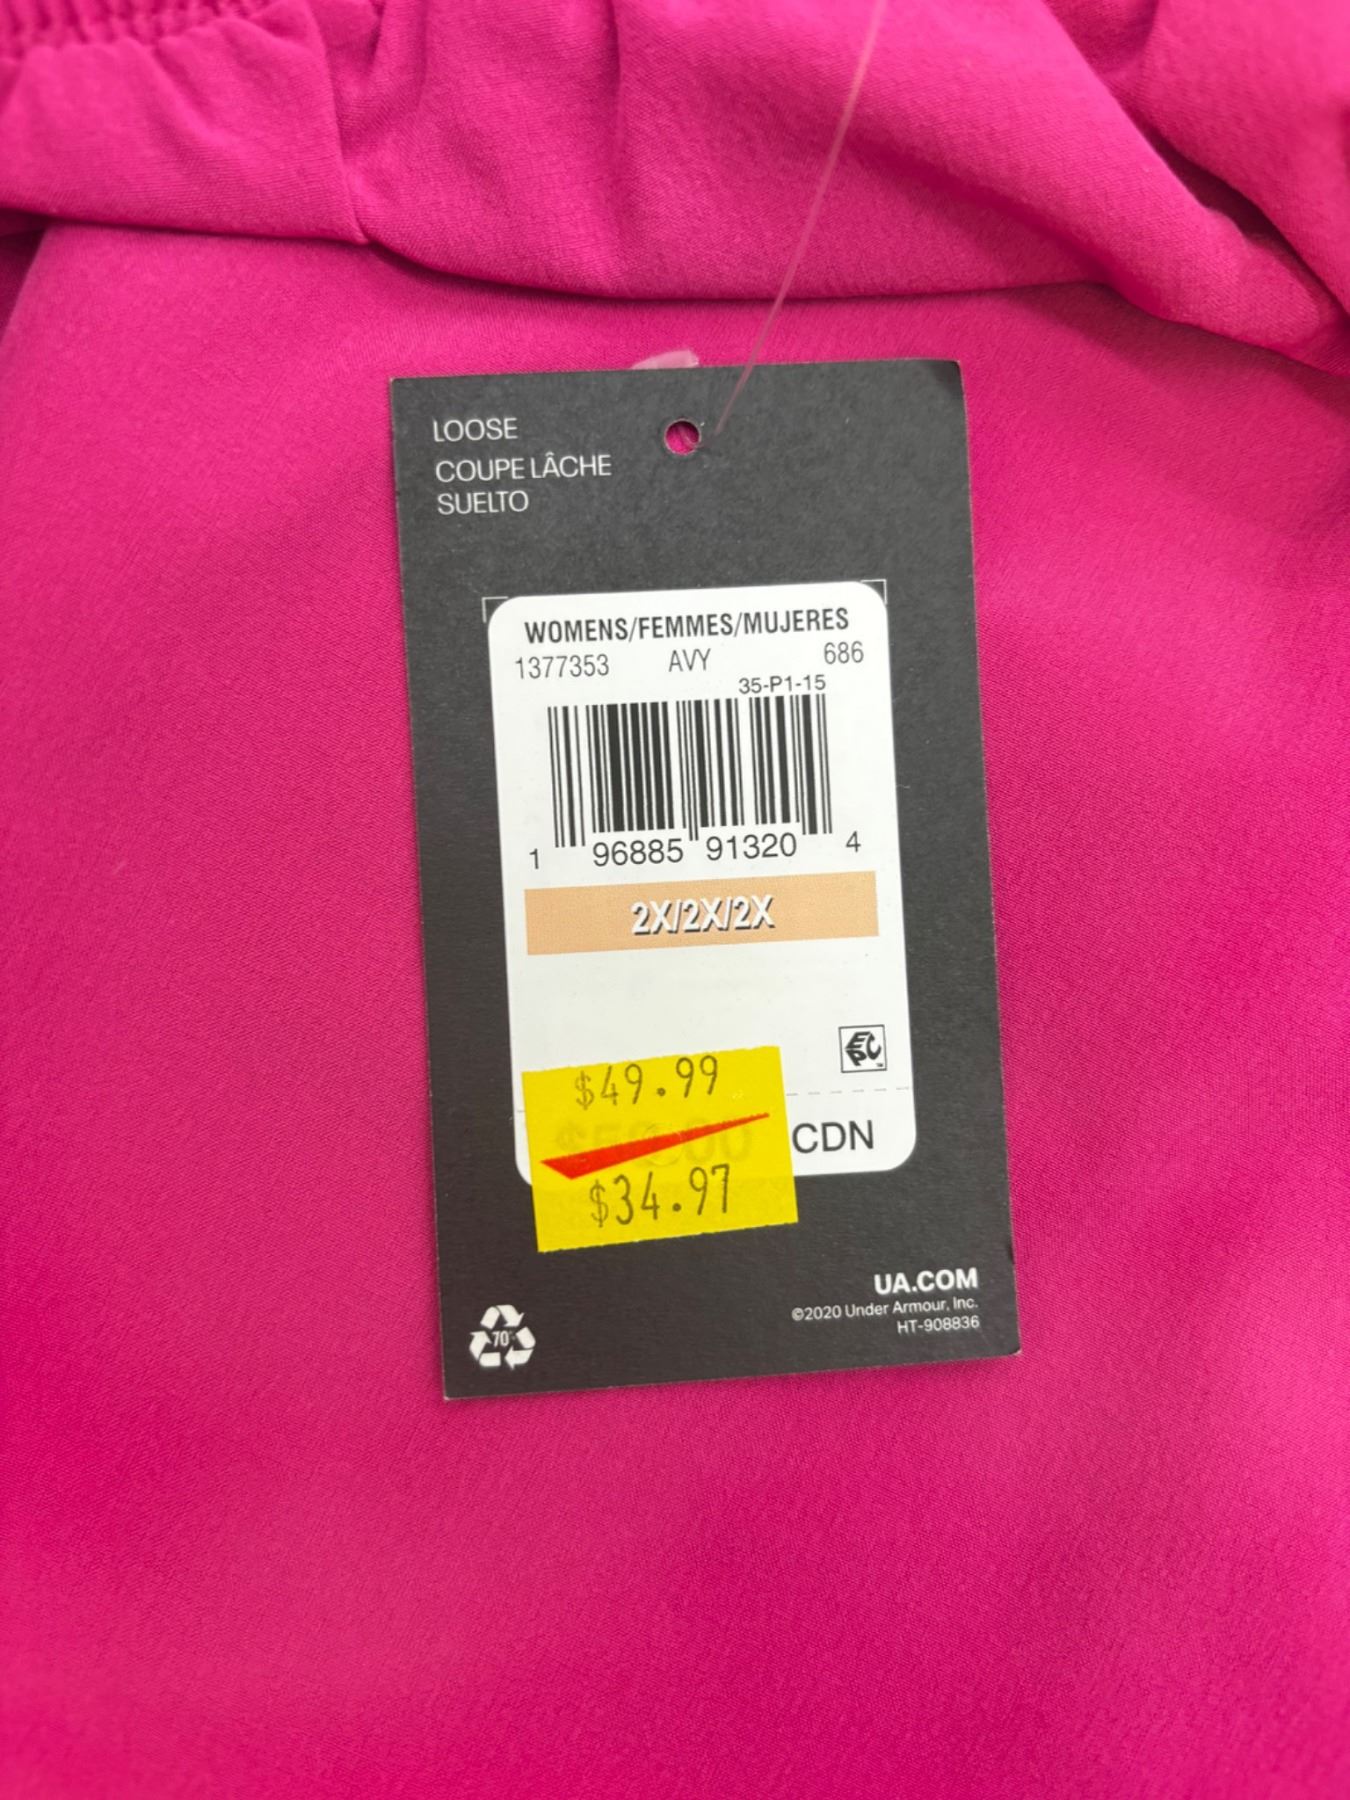 LOOSE
COUPE LÂCHE
SUELTO
WOMENS/FEMMES/MUJERES
1377353 AVY 686
35-P1-15
1 96885 91320 4
2X/2X/2X
EPC
$49.99
CDN
$34.97
UA.COM
©2020 Under Armour, Inc.
HT-908836
70